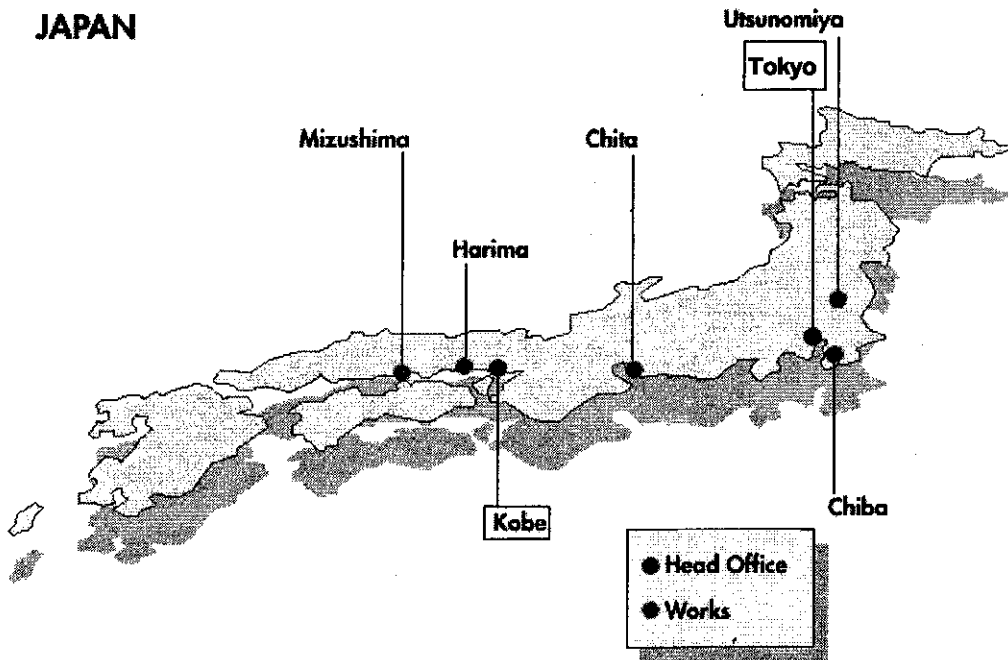 JAPAN
Utsunomiya
Tokyo
Mizushima
Chita
Harima
Kobe
Chiba
Head Office
Works